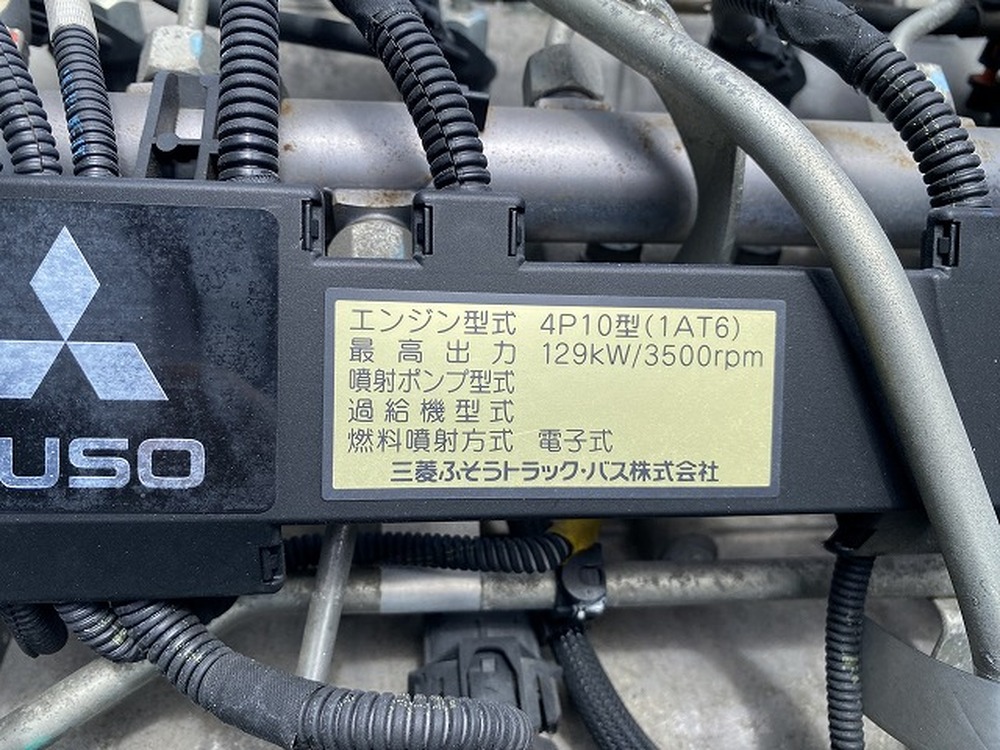 USO
エンジン型式 4P10型(1AT6)
最高出力 129kW/3500rpm
噴射ポンプ型式
過給機型式
燃料噴射方式 電子式
三菱ふそうトラック・バス株式会社